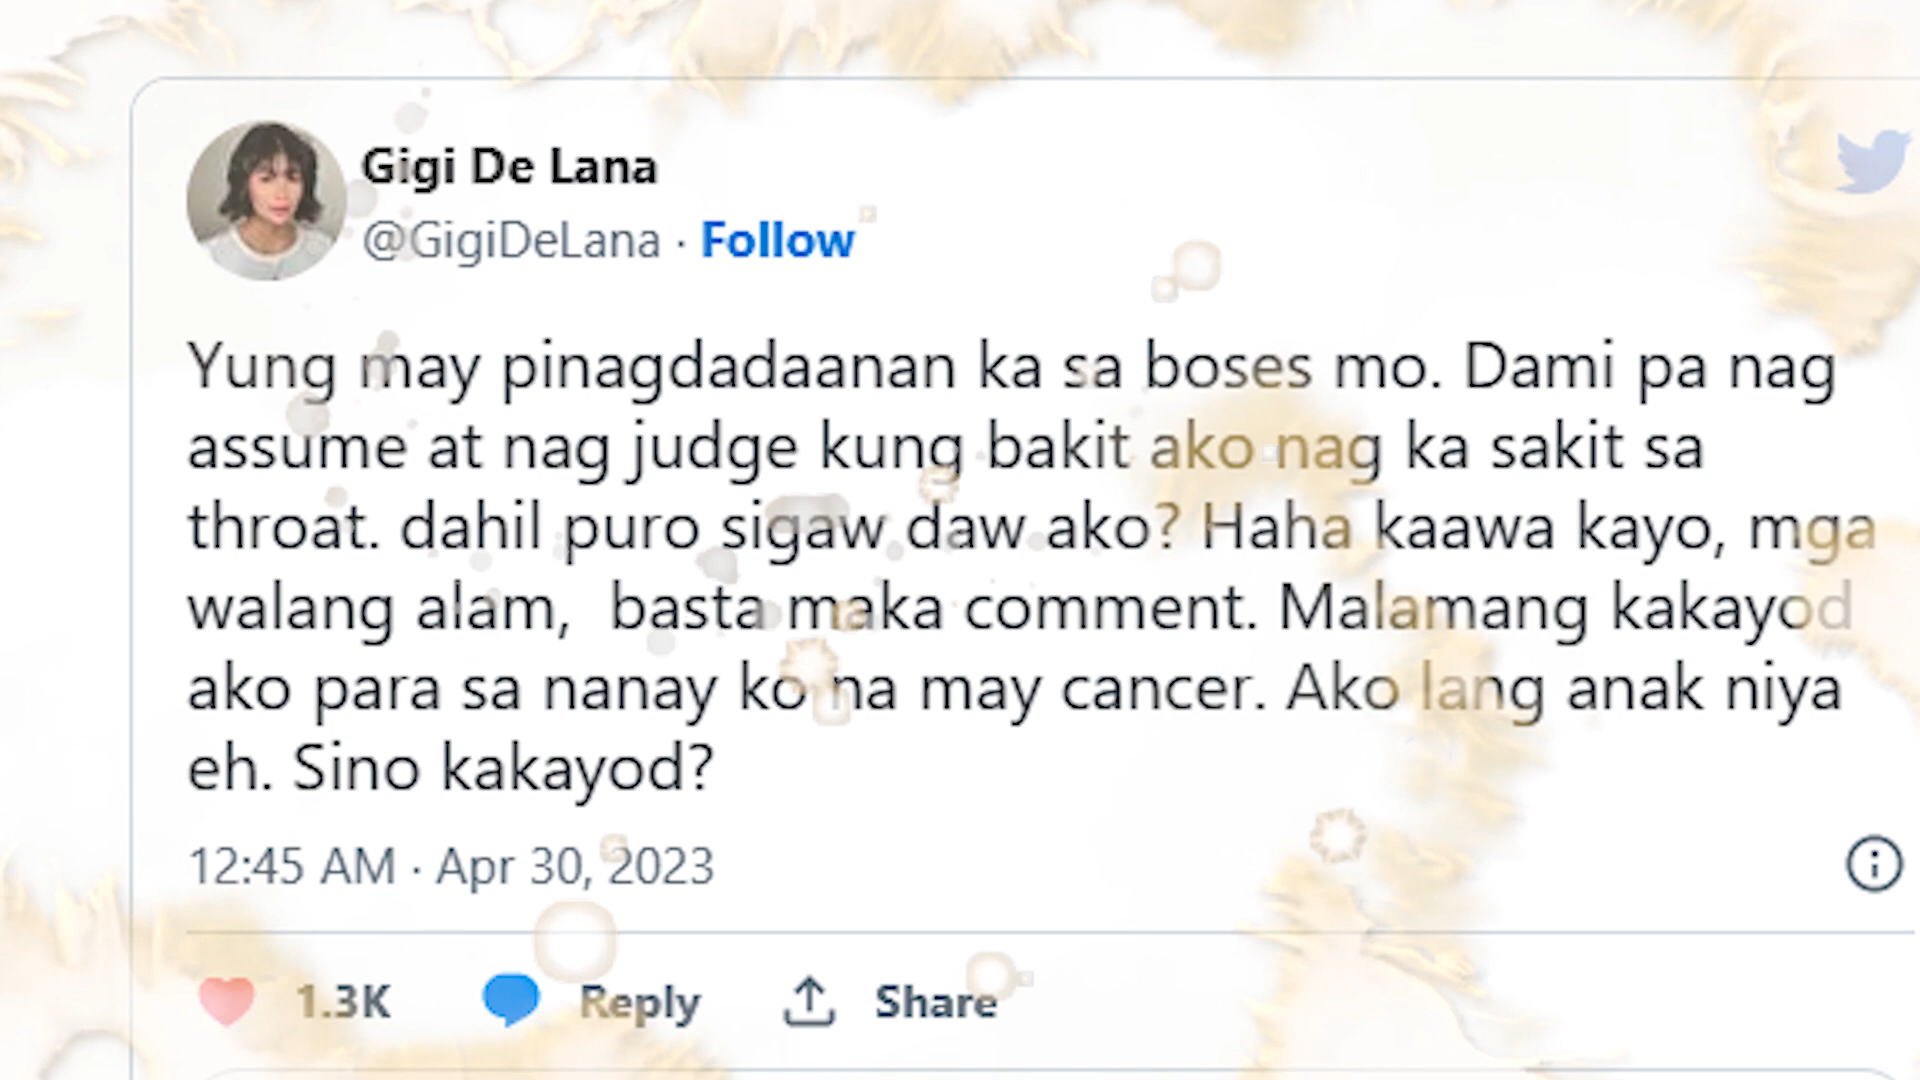 Gigi De Lana
@GigiDeLana · Follow
Yung may pinagdadaanan ka sa boses mo. Dami pa nag
assume at nag judge kung bakit ako nag ka sakit sa
throat. dahil puro sigaw daw ako? Haha kaawa kayo, mga
walang alam,  basta maka comment. Malamang kakayod
ako para sa nanay ko na may cancer. Ako lang anak niya
eh. Sino kakayod?
12:45 AM · Apr 30, 2023
1.3K Reply Share